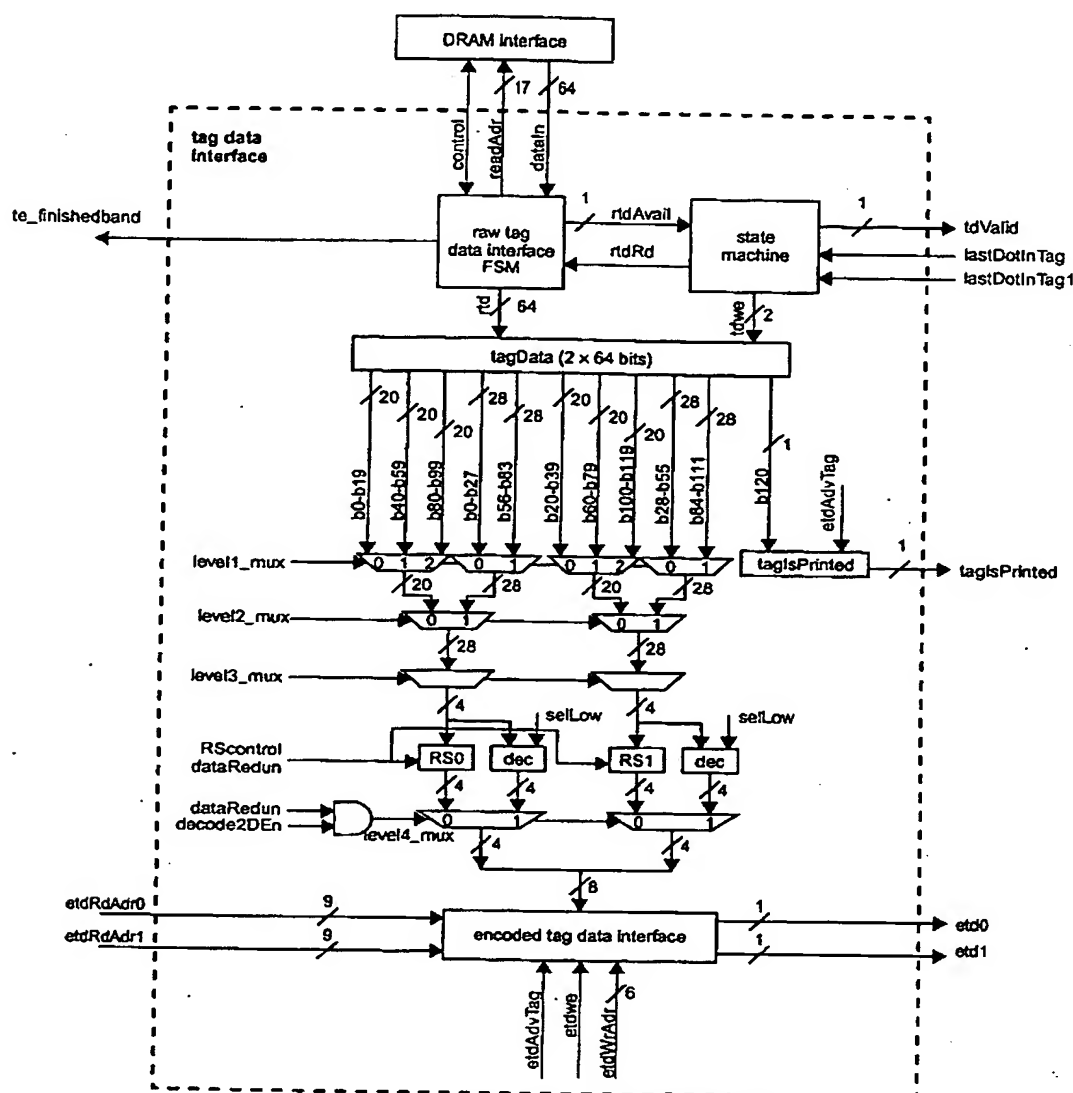 DRAM Interface
17
64
tag data
interface
control
readAdr
dataIn
te_finishedband
raw tag
data interface
FSM
1
rtdAvail
rtdRd
state
machine
1
tdValid
lastDotInTag
lastDotInTag1
rtd
64
tdwe
2
tagData (2 × 64 bits)
20
20
20
28
28
20
20
20
28
28
1
b0-b19
b40-b59
b80-b99
b0-b27
b56-b83
b20-b39
b60-b79
b100-b119
b28-b55
b84-b111
b120
etdAdvTag
level1_mux
0 1 2
0 1
0 1 2
0 1
tagIsPrinted
1
tagIsPrinted
20
28
20
28
level2_mux
0 1
0 1
28
28
level3_mux
4
4
selLow
selLow
RScontrol
dataRedun
RS0
dec
RS1
dec
4
4
4
4
dataRedun
decode2DEn
level4_mux
0 1
0 1
4
4
8
etdRdAdr0
9
etdRdAdr1
9
encoded tag data interface
1
etd0
1
etd1
etdAdvTag
etdwe
etdWrAdr
6